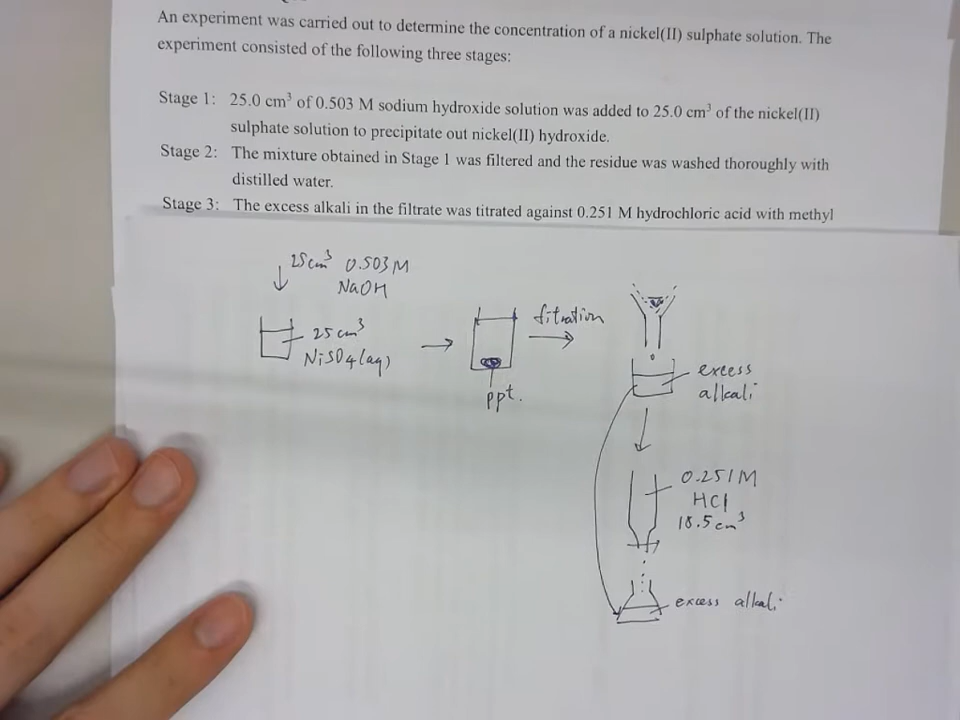 An experiment was carried out to determine the concentration of a nickel(II) sulphate solution. The
experiment consisted of the following three stages:
Stage 1: 25.0 cm³ of 0.503 M sodium hydroxide solution was added to 25.0 cm³ of the nickel(II)
sulphate solution to precipitate out nickel(II) hydroxide.
Stage 2: The mixture obtained in Stage 1 was filtered and the residue was washed thoroughly with
distilled water.
Stage 3: The excess alkali in the filtrate was titrated against 0.251 M hydrochloric acid with methyl
25cm³ 0.503M
NaOH
25cm³
NiSO4(aq)
ppt.
fitration
excess
alkali
0.251M
HCl
18.5cm³
excess alkali